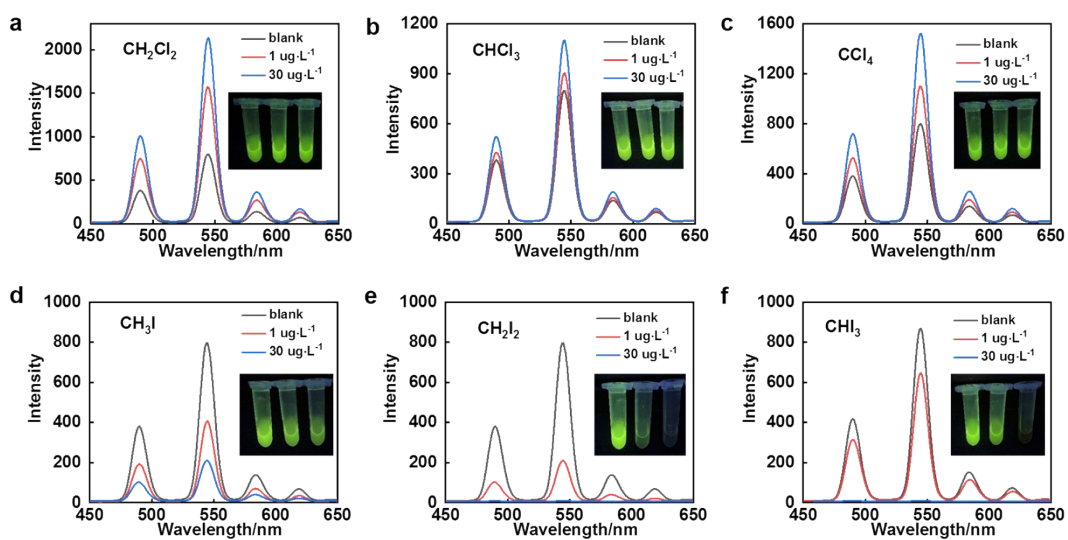 a
CH2Cl2
blank
1 ug·L-1
30 ug·L-1
2000
1500
1000
500
0
Intensity
450 500 550 600 650
Wavelength/nm
b
CHCl3
blank
1 ug·L-1
30 ug·L-1
1200
900
600
300
0
Intensity
450 500 550 600 650
Wavelength/nm
c
CCl4
blank
1 ug·L-1
30 ug·L-1
1600
1200
800
400
0
Intensity
450 500 550 600 650
Wavelength/nm
d
CH3I
blank
1 ug·L-1
30 ug·L-1
1000
800
600
400
200
0
Intensity
450 500 550 600 650
Wavelength/nm
e
CH2I2
blank
1 ug·L-1
30 ug·L-1
1000
800
600
400
200
0
Intensity
450 500 550 600 650
Wavelength/nm
f
CHI3
blank
1 ug·L-1
30 ug·L-1
1000
800
600
400
200
0
Intensity
450 500 550 600 650
Wavelength/nm